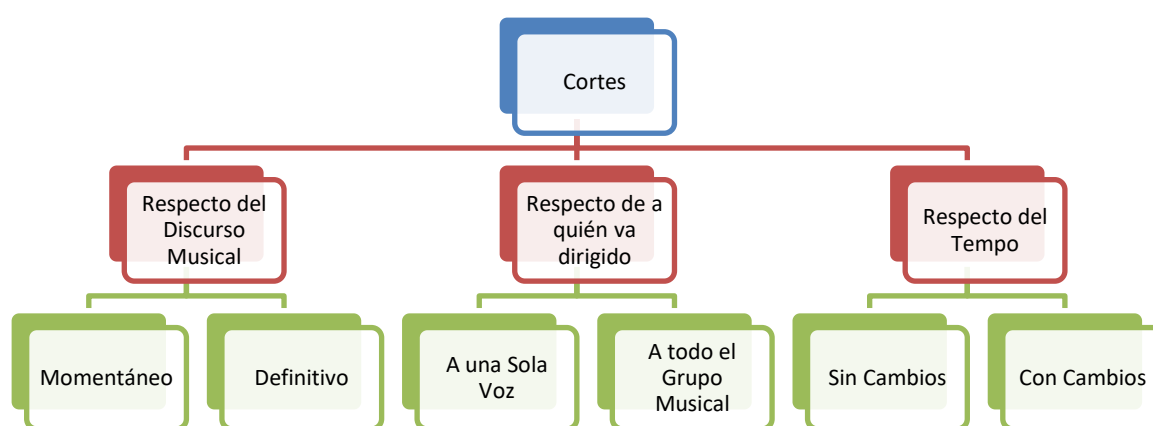 Cortes
Respecto del
Discurso
Musical
Respecto de a
quién va
dirigido
Respecto del
Tempo
Momentáneo
Definitivo
A una Sola
Voz
A todo el
Grupo
Musical
Sin Cambios
Con Cambios